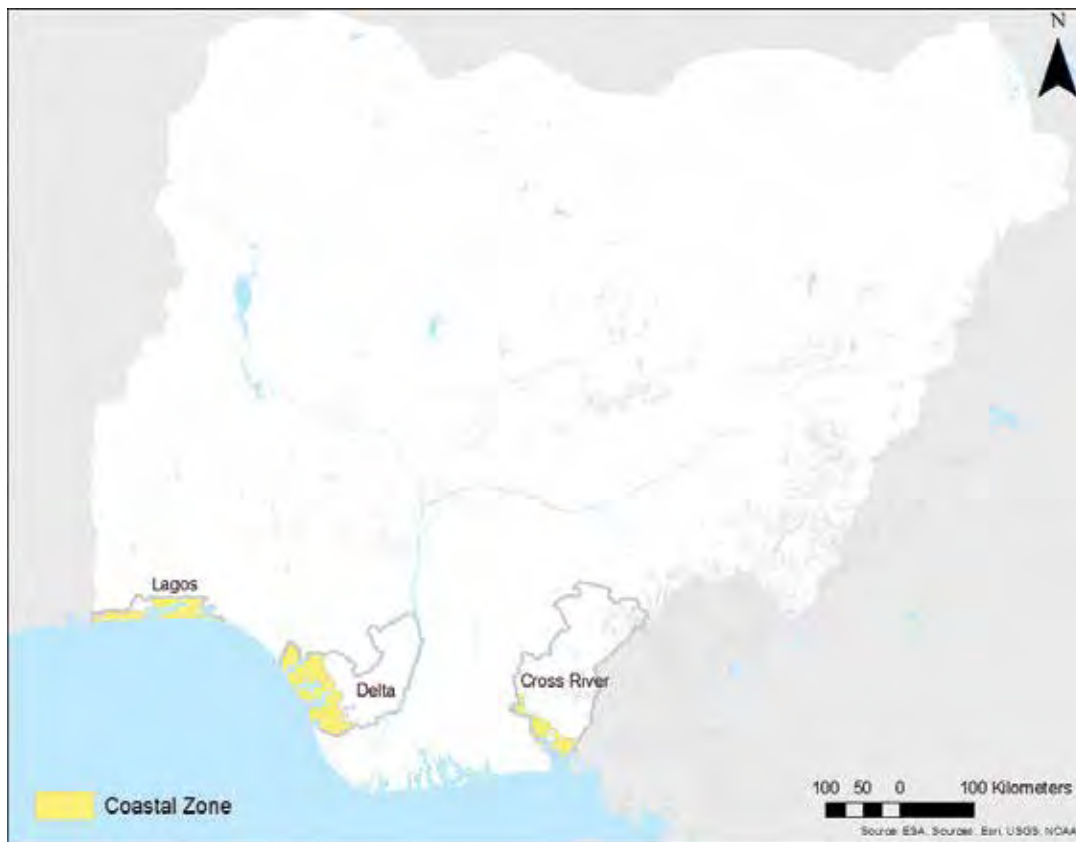 N
Lagos
Delta
Cross River
Coastal Zone
100 50 0 100 Kilometers
Source: ESA, Sources: Esri, USGS, NOAA